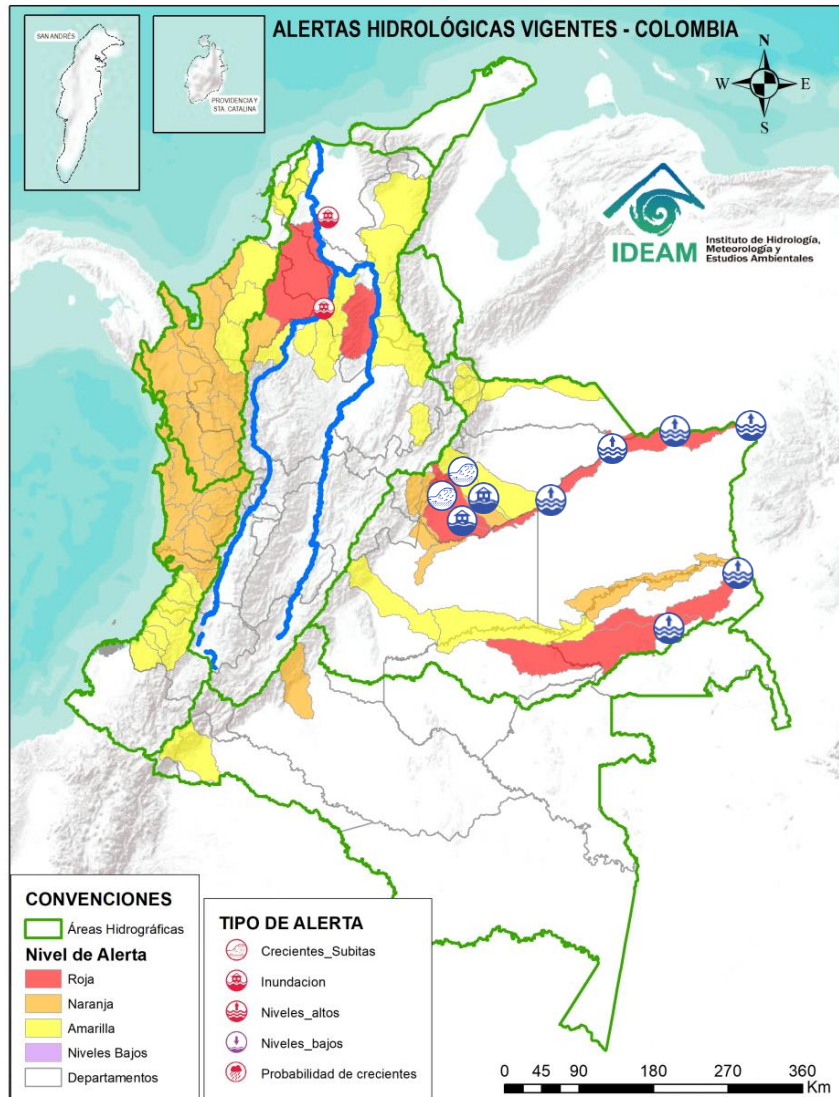 ALERTAS HIDROLÓGICAS VIGENTES - COLOMBIA
SAN ANDRÉS
PROVIDENCIA Y
STA. CATALINA
N
W
E
S
IDEAM
Instituto de Hidrología,
Meteorología y
Estudios Ambientales
CONVENCIONES
Áreas Hidrográficas
Nivel de Alerta
Roja
Naranja
Amarilla
Niveles Bajos
Departamentos
TIPO DE ALERTA
Crecientes_Subitas
Inundacion
Niveles_altos
Niveles_bajos
Probabilidad de crecientes
0 45 90 180 270 360
Km